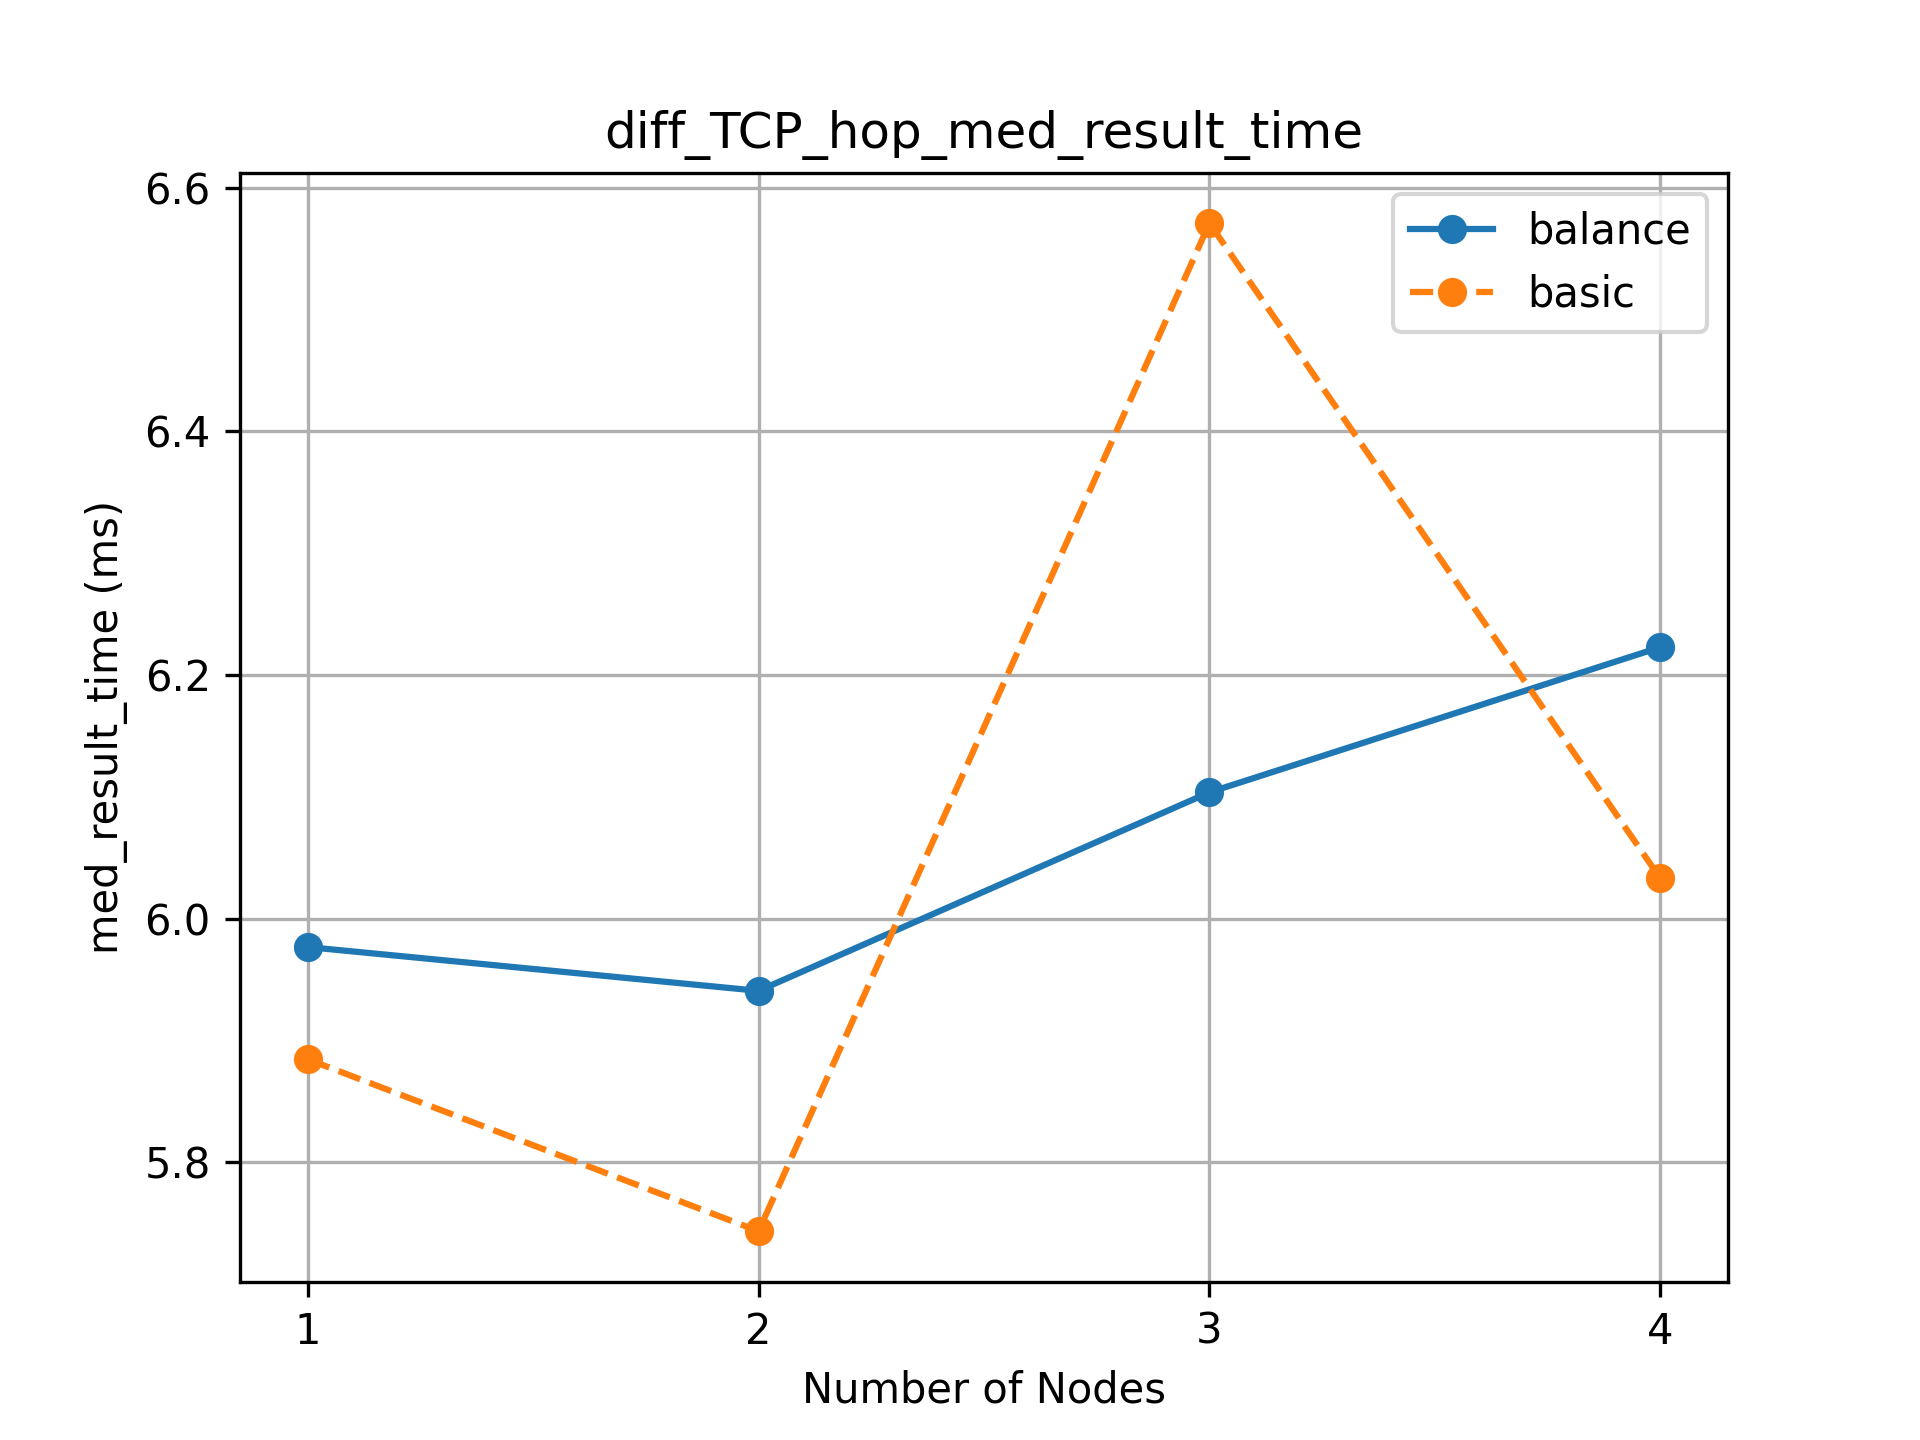 diff_TCP_hop_med_result_time
6.6
6.4
6.2
6.0
5.8
med_result_time (ms)
balance
basic
1 2 3 4
Number of Nodes